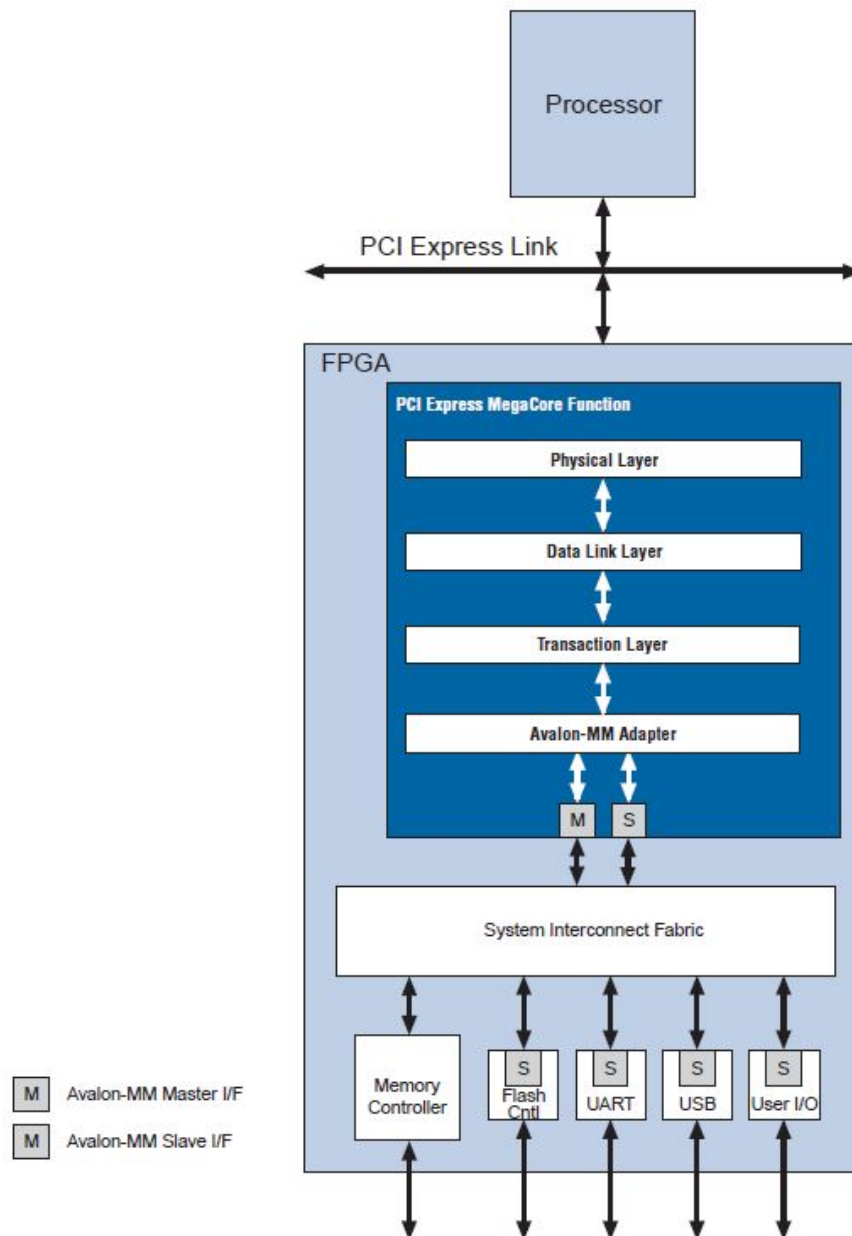 Processor
PCI Express Link
FPGA
PCI Express MegaCore Function
Physical Layer
Data Link Layer
Transaction Layer
Avalon-MM Adapter
M S
System Interconnect Fabric
Memory
Controller
S
Flash
Cntl
S
UART
S
USB
S
User I/O
M Avalon-MM Master I/F
M Avalon-MM Slave I/F